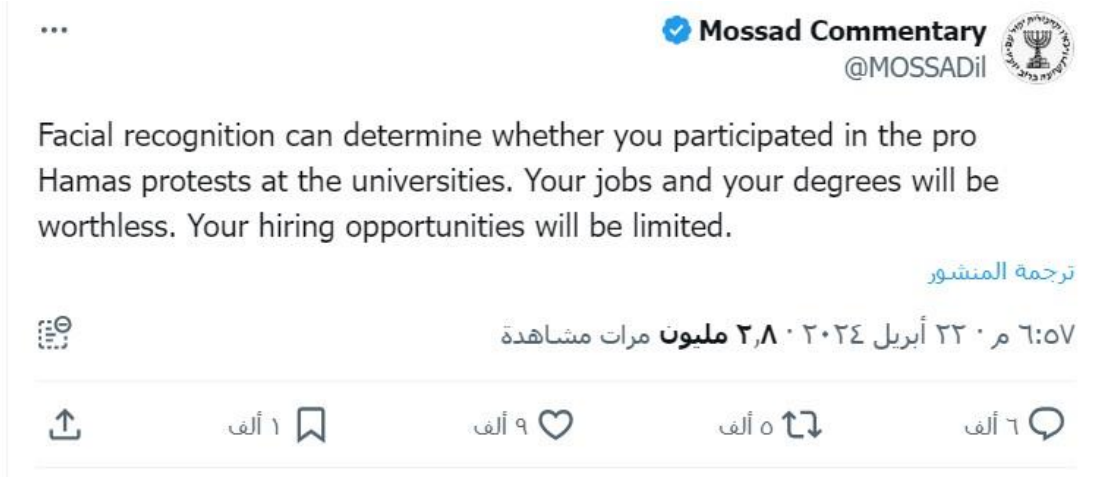 Mossad Commentary
@MOSSADil
Facial recognition can determine whether you participated in the pro
Hamas protests at the universities. Your jobs and your degrees will be
worthless. Your hiring opportunities will be limited.
ترجمة المنشور
٦:٥٧ م · ٢٢ أبريل ٢٠٢٤ · ٢,٨ مليون مرات مشاهدة
٦ ألف ٥ ألف ٩ ألف ١ ألف